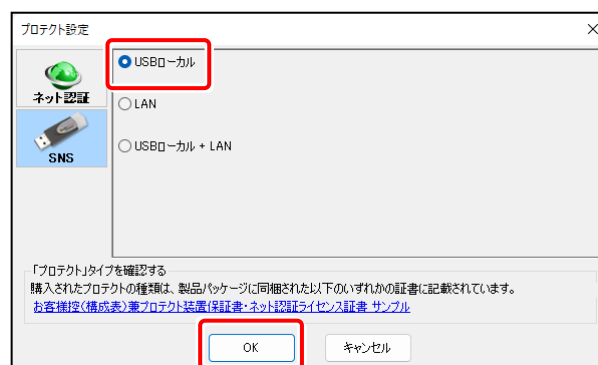 プロテクト設定
ネット認証
SNS
USBローカル
LAN
USBローカル + LAN
「プロテクト」タイプを確認する
購入されたプロテクトの種類は、製品パッケージに同梱された以下のいずれかの証書に記載されています。
お客様控(構成表)兼プロテクト装置保証書・ネット認証ライセンス証書 サンプル
OK
キャンセル